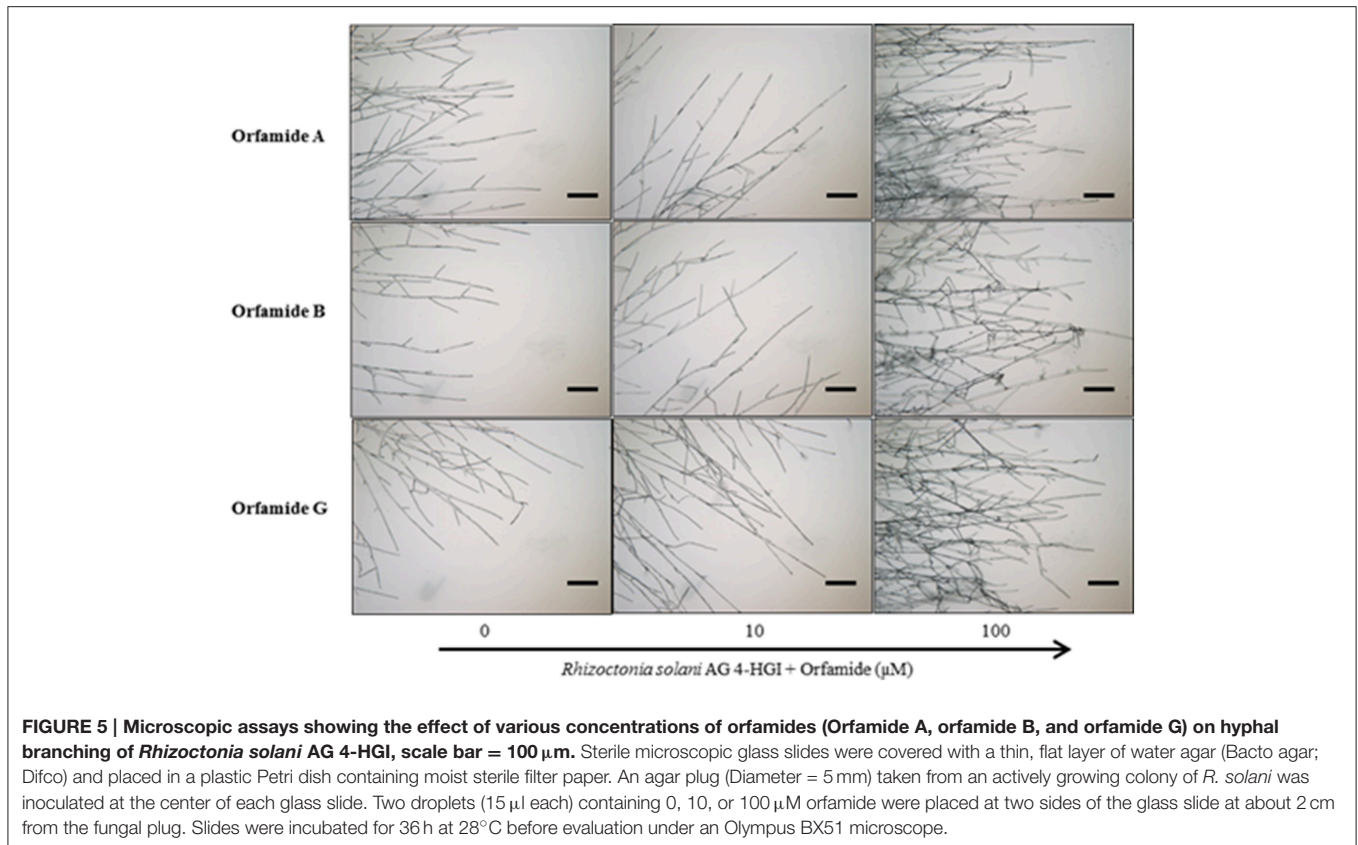 Orfamide A
Orfamide B
Orfamide G
0 10 100
Rhizoctonia solani AG 4-HGI + Orfamide (µM)
FIGURE 5 | Microscopic assays showing the effect of various concentrations of orfamides (Orfamide A, orfamide B, and orfamide G) on hyphal
branching of Rhizoctonia solani AG 4-HGI, scale bar = 100 µm. Sterile microscopic glass slides were covered with a thin, flat layer of water agar (Bacto agar;
Difco) and placed in a plastic Petri dish containing moist sterile filter paper. An agar plug (Diameter = 5 mm) taken from an actively growing colony of R. solani was
inoculated at the center of each glass slide. Two droplets (15 µl each) containing 0, 10, or 100 µM orfamide were placed at two sides of the glass slide at about 2 cm
from the fungal plug. Slides were incubated for 36 h at 28°C before evaluation under an Olympus BX51 microscope.